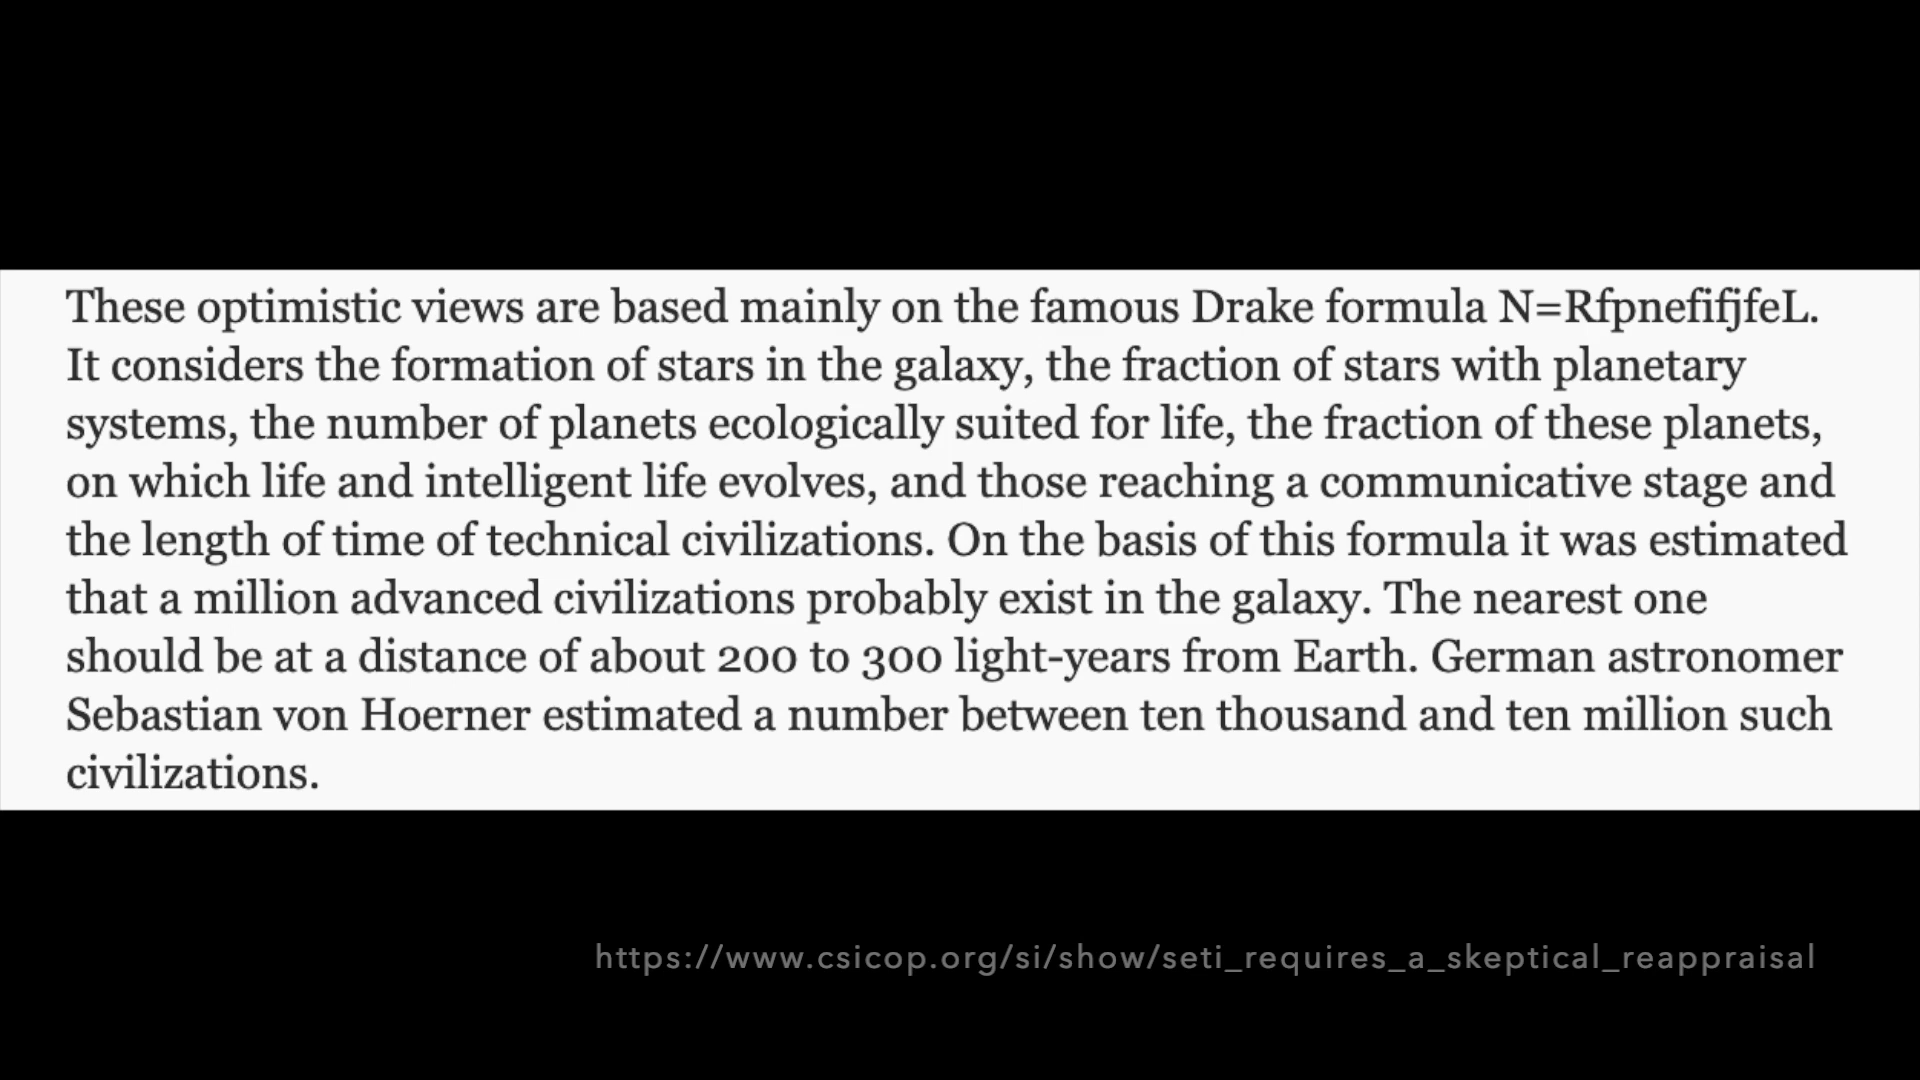 These optimistic views are based mainly on the famous Drake formula N=RfpnefifjfeL.
It considers the formation of stars in the galaxy, the fraction of stars with planetary
systems, the number of planets ecologically suited for life, the fraction of these planets,
on which life and intelligent life evolves, and those reaching a communicative stage and
the length of time of technical civilizations. On the basis of this formula it was estimated
that a million advanced civilizations probably exist in the galaxy. The nearest one
should be at a distance of about 200 to 300 light-years from Earth. German astronomer
Sebastian von Hoerner estimated a number between ten thousand and ten million such
civilizations.
https://www.csicop.org/si/show/seti_requires_a_skeptical_reappraisal